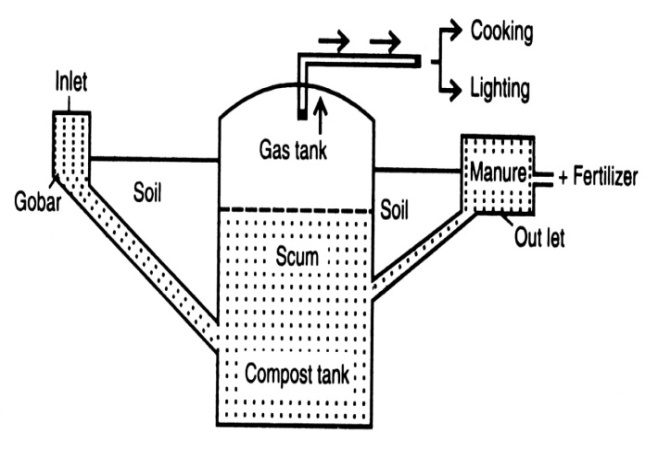 Cooking
Lighting
Inlet
Gas tank
Gobar
Soil
Soil
Manure
+ Fertilizer
Out let
Scum
Compost tank